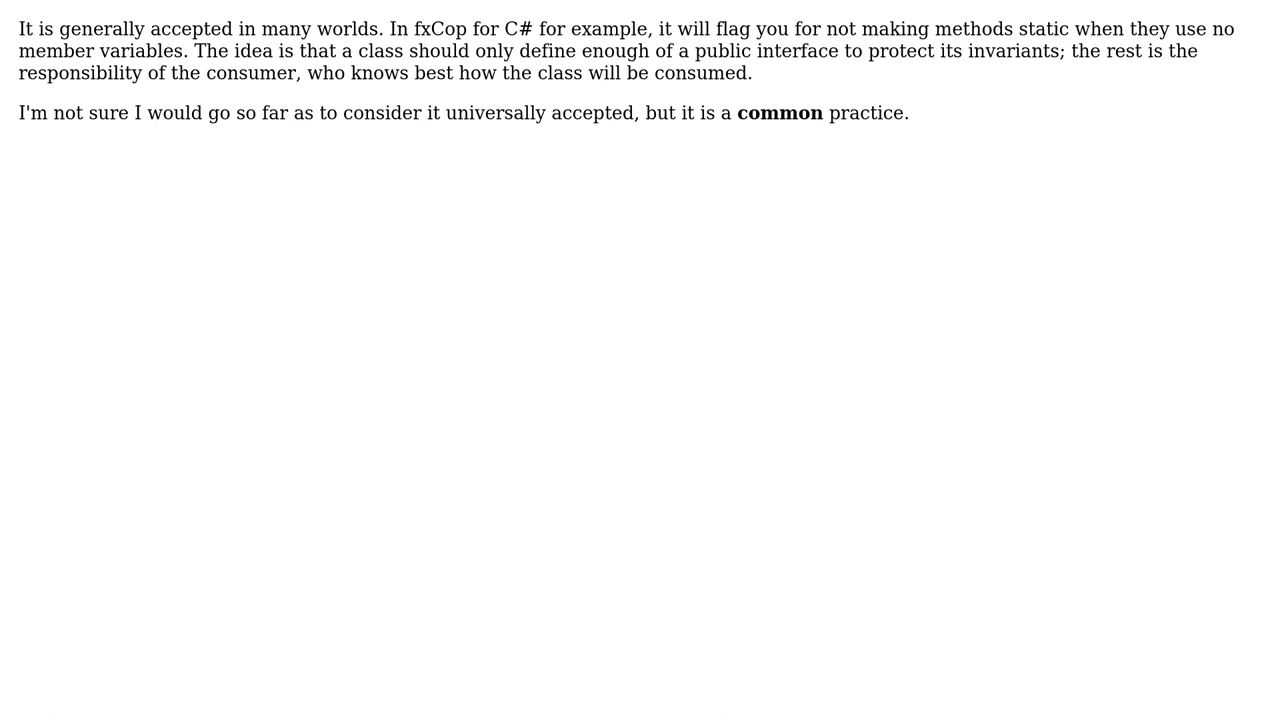 It is generally accepted in many worlds. In fxCop for C# for example, it will flag you for not making methods static when they use no
member variables. The idea is that a class should only define enough of a public interface to protect its invariants; the rest is the
responsibility of the consumer, who knows best how the class will be consumed.
I'm not sure I would go so far as to consider it universally accepted, but it is a common practice.